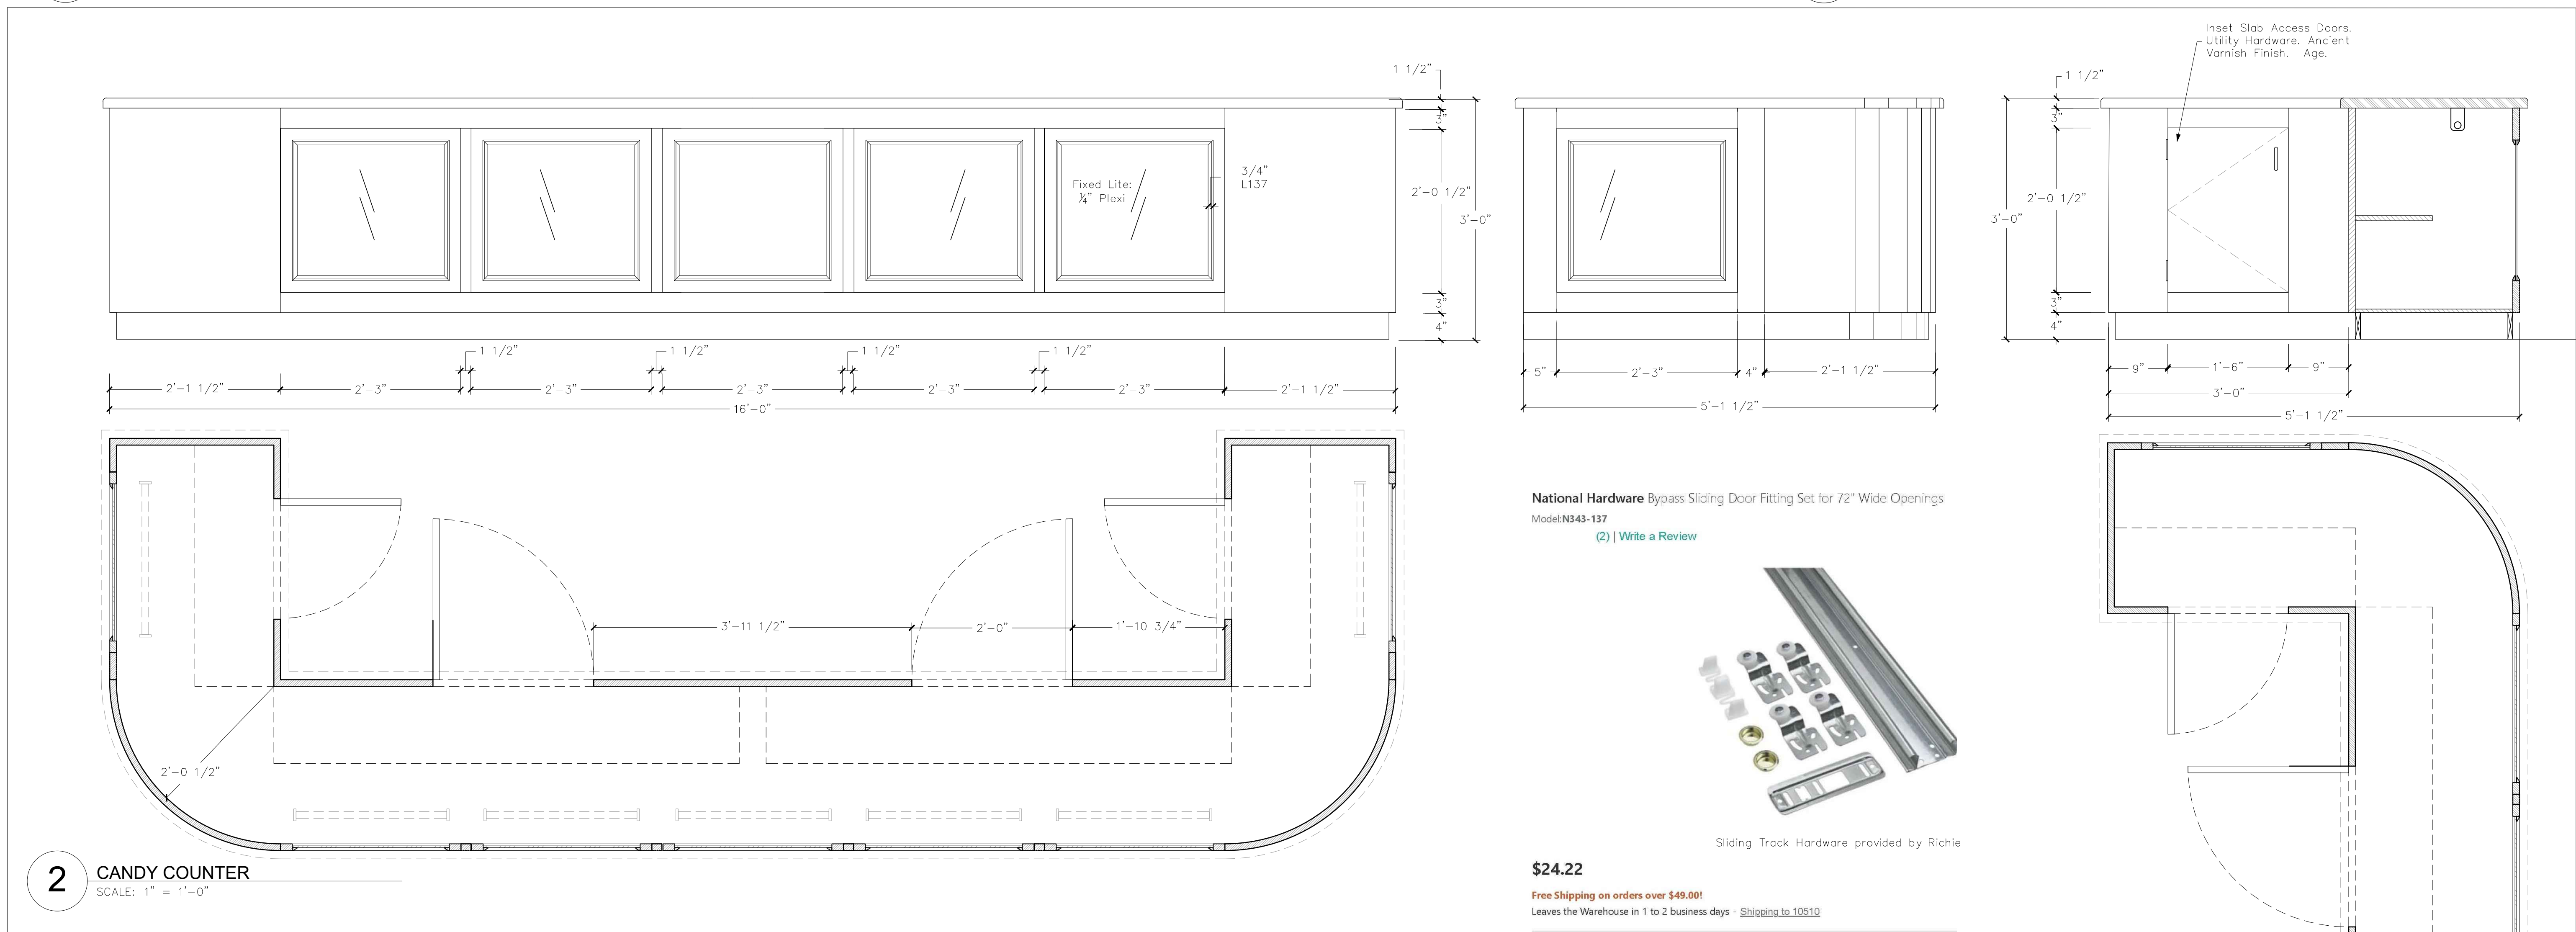 Inset Slab Access Doors.
Utility Hardware. Ancient
Varnish Finish. Age.
1 1/2"
3"
2'-0 1/2"
3'-0"
3"
4"
Fixed Lite:
¼" Plexi
3/4"
L137
1 1/2"
1 1/2"
1 1/2"
1 1/2"
2'-1 1/2"
2'-3"
2'-3"
2'-3"
2'-3"
2'-3"
2'-1 1/2"
16'-0"
5"
2'-3"
4"
2'-1 1/2"
5'-1 1/2"
1 1/2"
3"
2'-0 1/2"
3'-0"
3"
4"
9"
1'-6"
9"
3'-0"
5'-1 1/2"
3'-11 1/2"
2'-0"
1'-10 3/4"
2'-0 1/2"
National Hardware Bypass Sliding Door Fitting Set for 72" Wide Openings
Model:N343-137
(2) | Write a Review
Sliding Track Hardware provided by Richie
$24.22
Free Shipping on orders over $49.00!
Leaves the Warehouse in 1 to 2 business days · Shipping to 10510
2
CANDY COUNTER
SCALE: 1" = 1'-0"